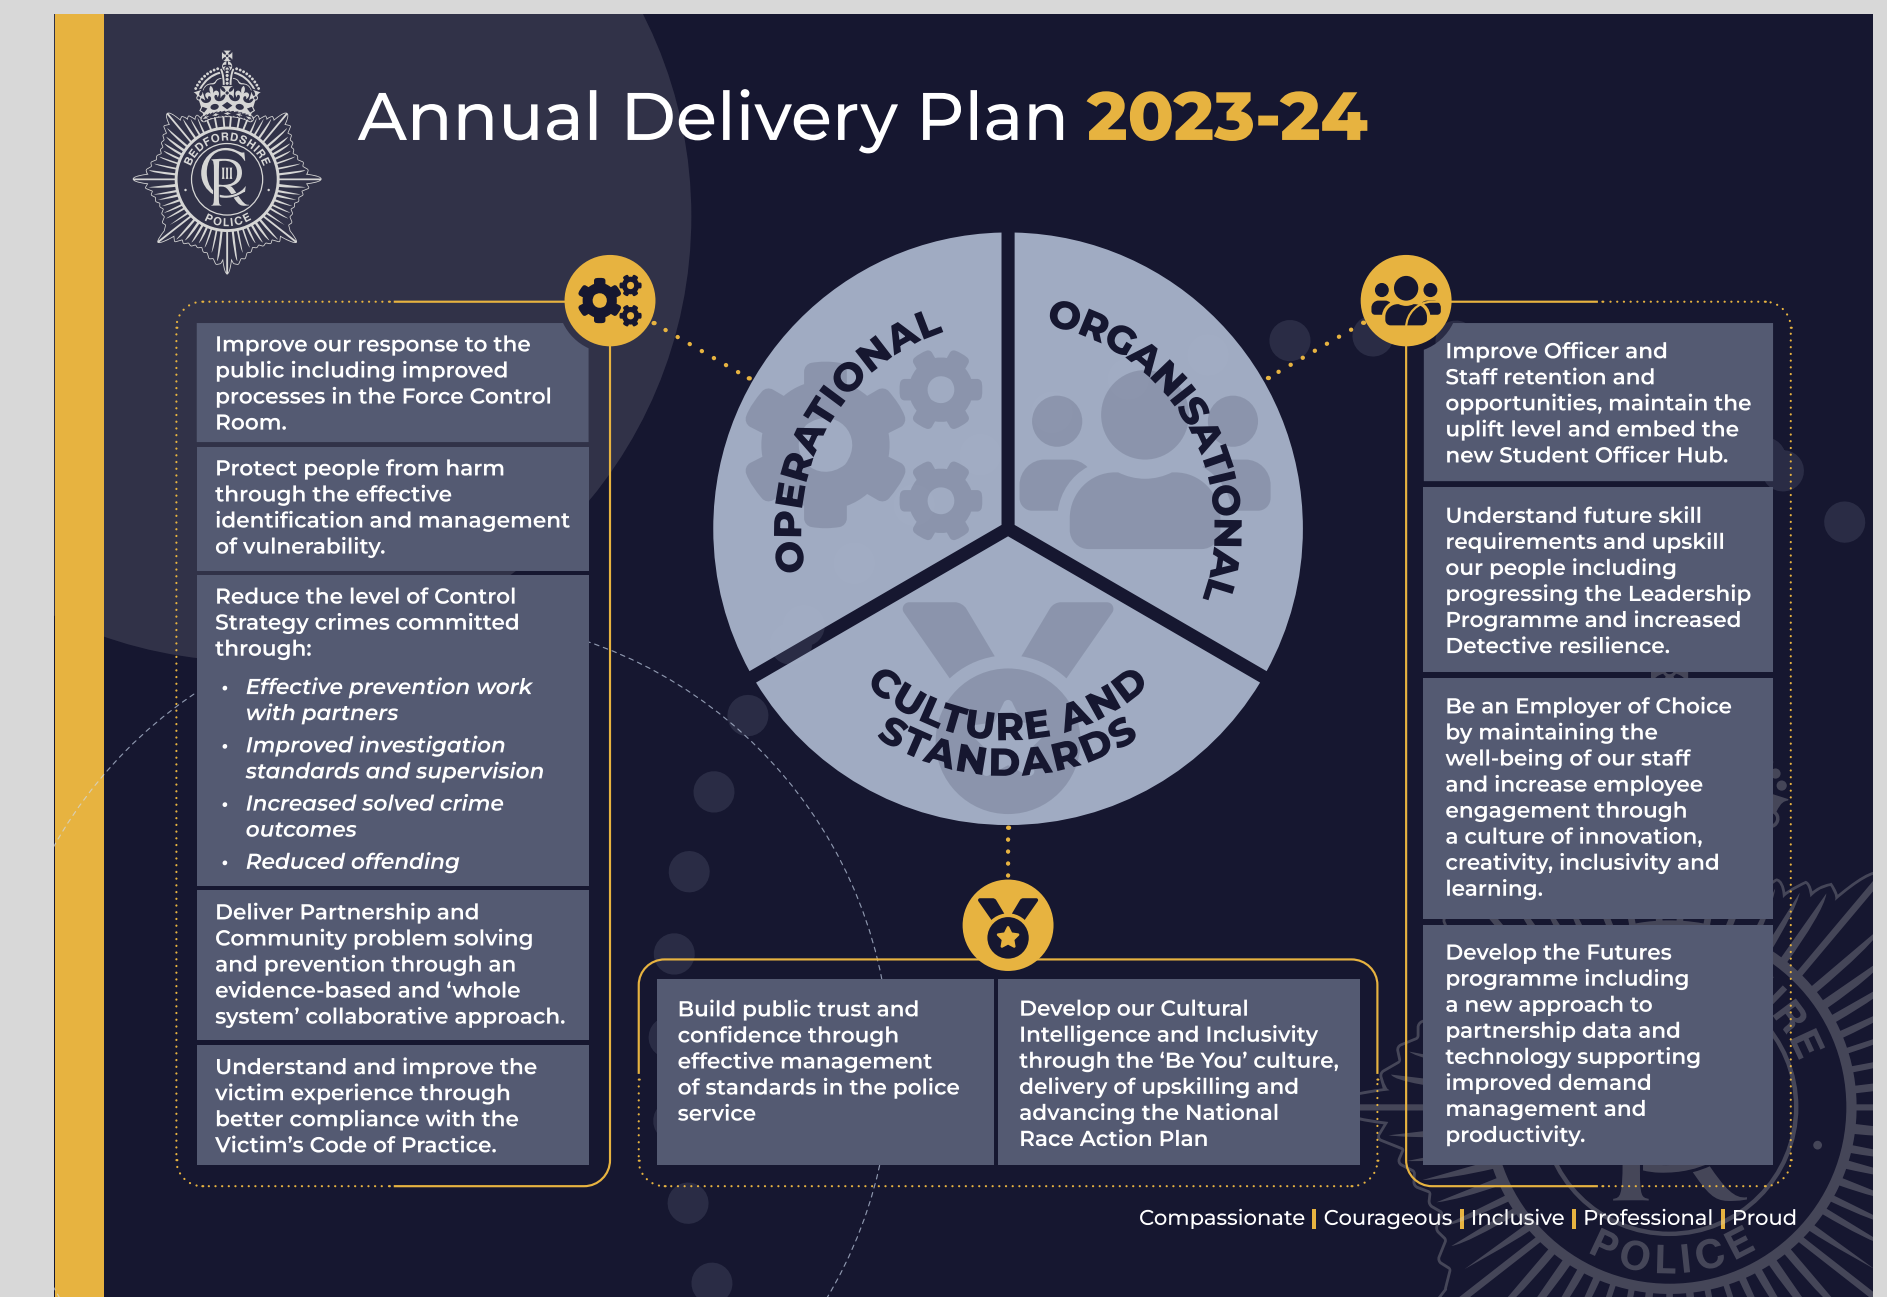 BEDFORDSHIRE
CR III
POLICE
Annual Delivery Plan 2023-24
OPERATIONAL
ORGANISATIONAL
CULTURE AND
STANDARDS
Improve our response to the
public including improved
processes in the Force Control
Room.
Protect people from harm
through the effective
identification and management
of vulnerability.
Reduce the level of Control
Strategy crimes committed
through:
• Effective prevention work
with partners
• Improved investigation
standards and supervision
• Increased solved crime
outcomes
• Reduced offending
Deliver Partnership and
Community problem solving
and prevention through an
evidence-based and ‘whole
system’ collaborative approach.
Understand and improve the
victim experience through
better compliance with the
Victim’s Code of Practice.
Build public trust and
confidence through
effective management
of standards in the police
service
Develop our Cultural
Intelligence and Inclusivity
through the ‘Be You’ culture,
delivery of upskilling and
advancing the National
Race Action Plan
Improve Officer and
Staff retention and
opportunities, maintain the
uplift level and embed the
new Student Officer Hub.
Understand future skill
requirements and upskill
our people including
progressing the Leadership
Programme and increased
Detective resilience.
Be an Employer of Choice
by maintaining the
well-being of our staff
and increase employee
engagement through
a culture of innovation,
creativity, inclusivity and
learning.
Develop the Futures
programme including
a new approach to
partnership data and
technology supporting
improved demand
management and
productivity.
Compassionate | Courageous | Inclusive | Professional | Proud
POLICE